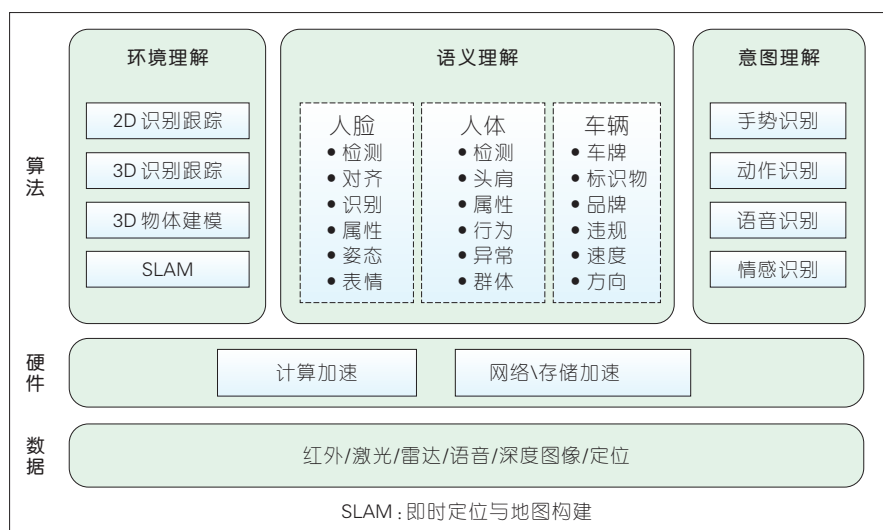 算法
环境理解
2D 识别跟踪
3D 识别跟踪
3D 物体建模
SLAM
语义理解
人脸
• 检测
• 对齐
• 识别
• 属性
• 姿态
• 表情
人体
• 检测
• 头肩
• 属性
• 行为
• 异常
• 群体
车辆
• 车牌
• 标识物
• 品牌
• 违规
• 速度
• 方向
意图理解
手势识别
动作识别
语音识别
情感识别
硬件
计算加速
网络\存储加速
数据
红外/激光/雷达/语音/深度图像/定位
SLAM：即时定位与地图构建